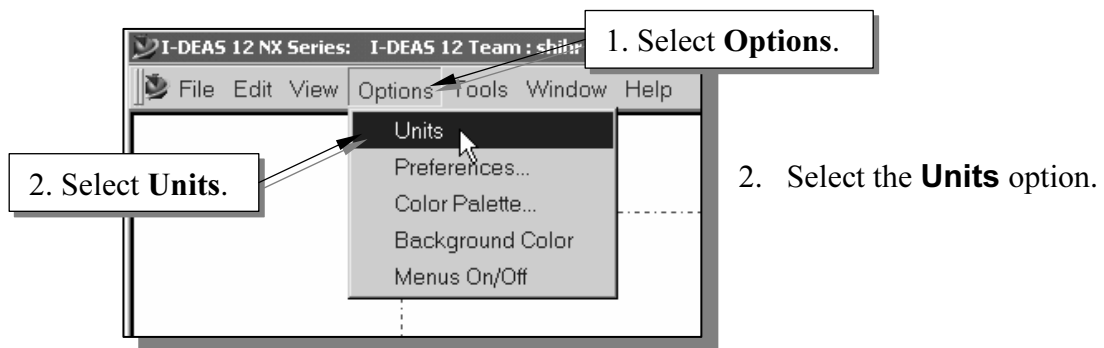 I-DEAS 12 NX Series: I-DEAS 12 Team : shih:r
1. Select Options.
File Edit View Options Tools Window Help
Units
2. Select Units.
Preferences...
2. Select the Units option.
Color Palette...
Background Color
Menus On/Off